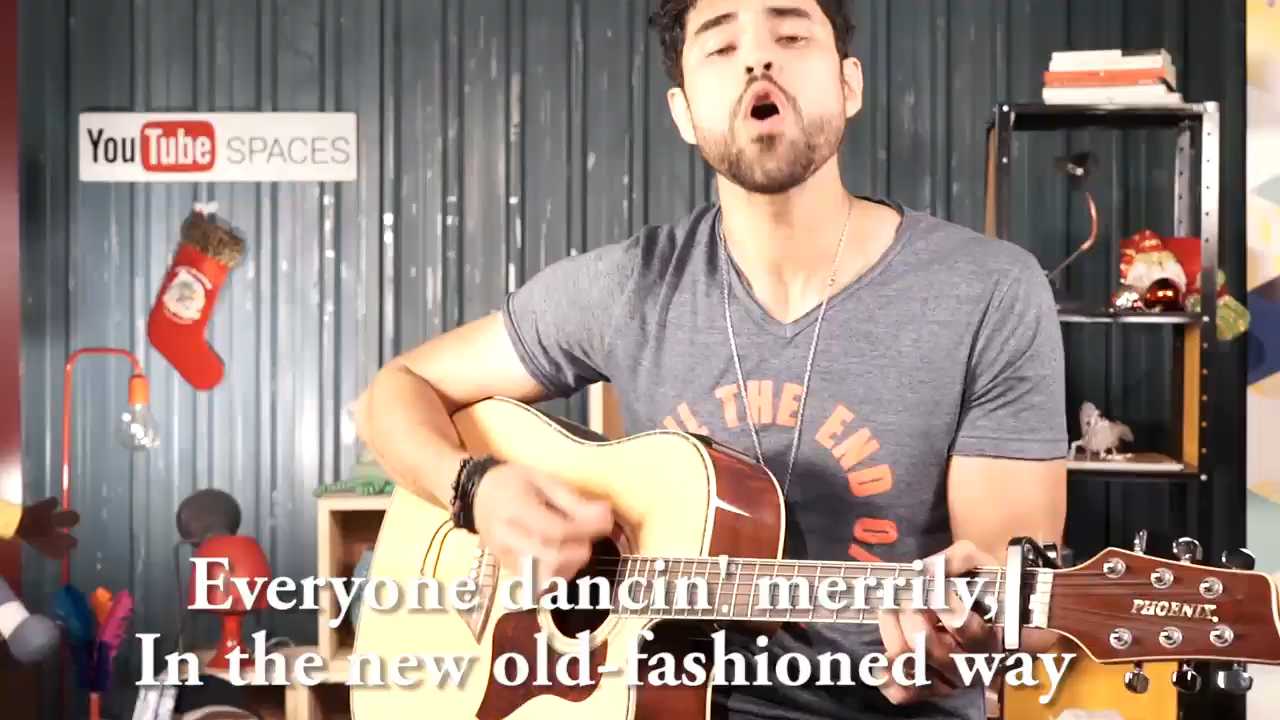 YouTube SPACES
THE END
PHOENIX
Everyone dancin' merrily,
In the new old-fashioned way